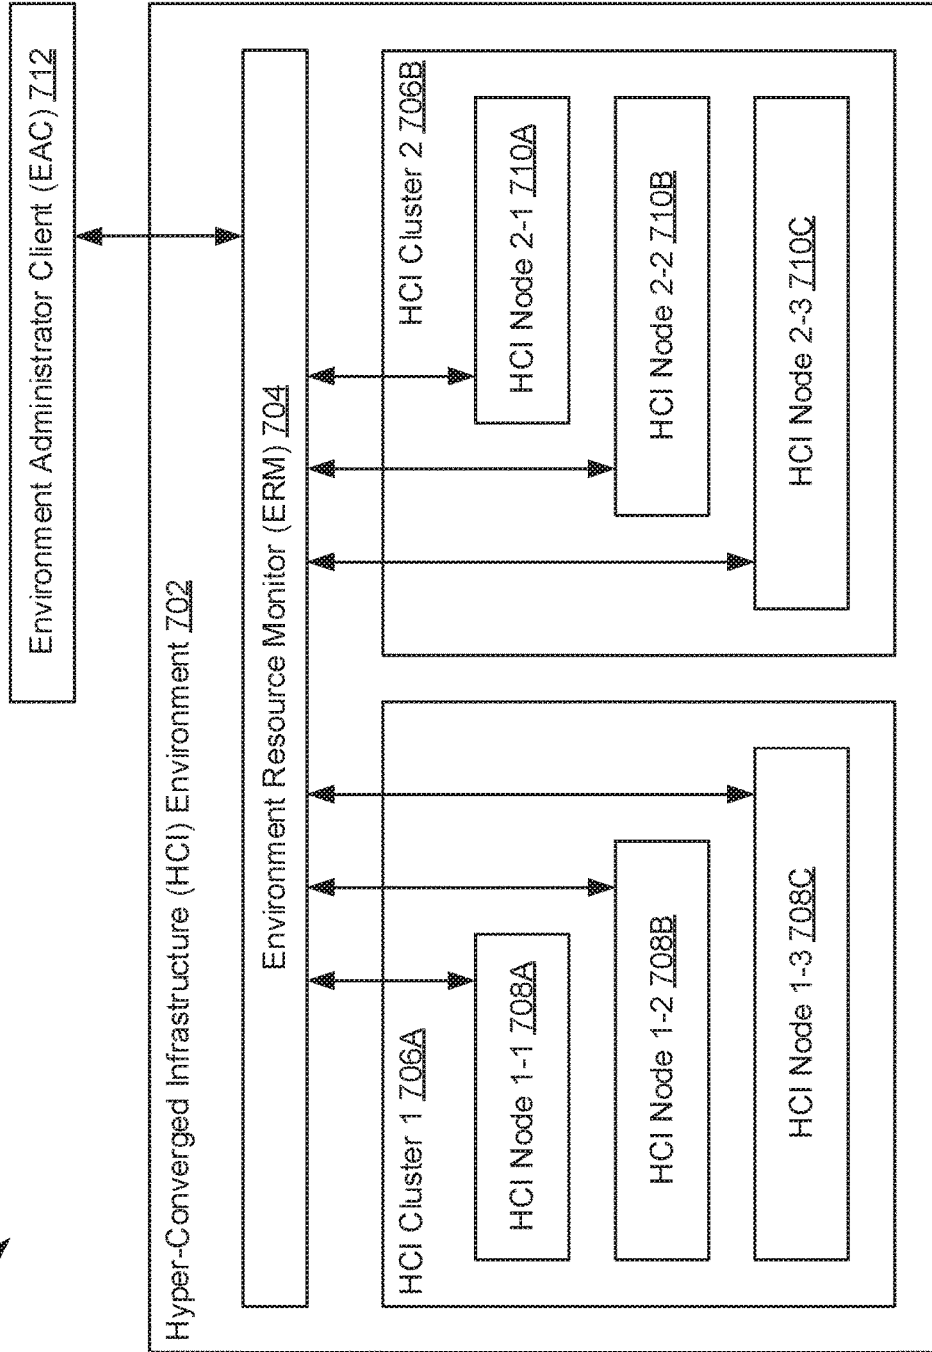 Environment Administrator Client (EAC) 712
Hyper-Converged Infrastructure (HCI) Environment 702
Environment Resource Monitor (ERM) 704
HCI Cluster 1 706A
HCI Node 1-1 708A
HCI Node 1-2 708B
HCI Node 1-3 708C
HCI Cluster 2 706B
HCI Node 2-1 710A
HCI Node 2-2 710B
HCI Node 2-3 710C